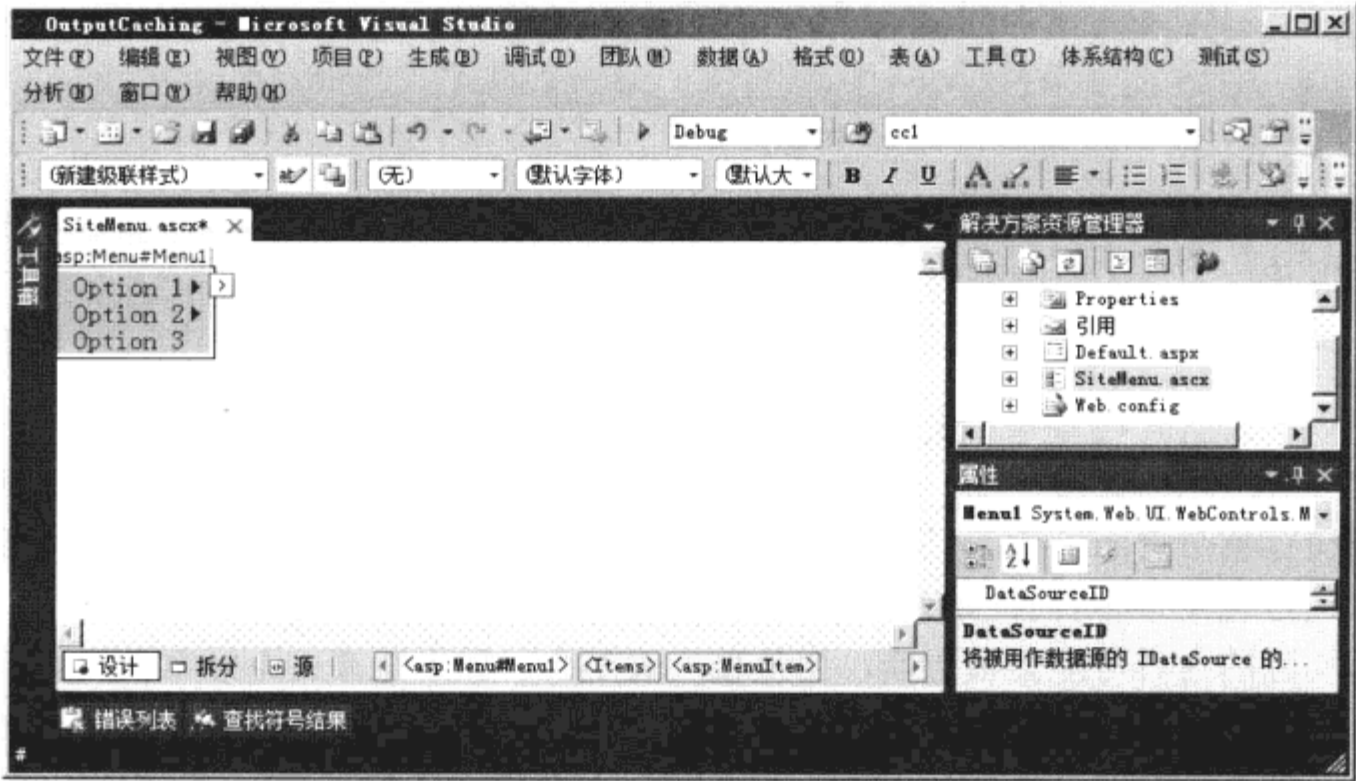 OutputCaching - Microsoft Visual Studio
文件(F) 编辑(E) 视图(V) 项目(P) 生成(B) 调试(D) 团队(M) 数据(A) 格式(O) 表(A) 工具(T) 体系结构(C) 测试(S)
分析(N) 窗口(W) 帮助(H)
Debug cc1
(新建级联样式) (无) (默认字体) (默认大 B I U
工具箱
SiteMenu.ascx*
asp:Menu#Menu1
Option 1
Option 2
Option 3
设计 拆分 源 <asp:Menu#Menu1> <Items> <asp:MenuItem>
解决方案资源管理器
Properties
引用
Default.aspx
SiteMenu.ascx
Web.config
属性
Menu1 System.Web.UI.WebControls.M
DataSourceID
DataSourceID
将被用作数据源的 IDataSource 的...
错误列表 查找符号结果
#